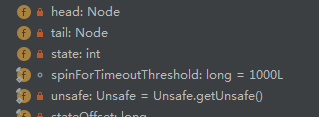 head: Node
tail: Node
state: int
spinForTimeoutThreshold: long = 1000L
unsafe: Unsafe = Unsafe.getUnsafe()
stateOffset: long